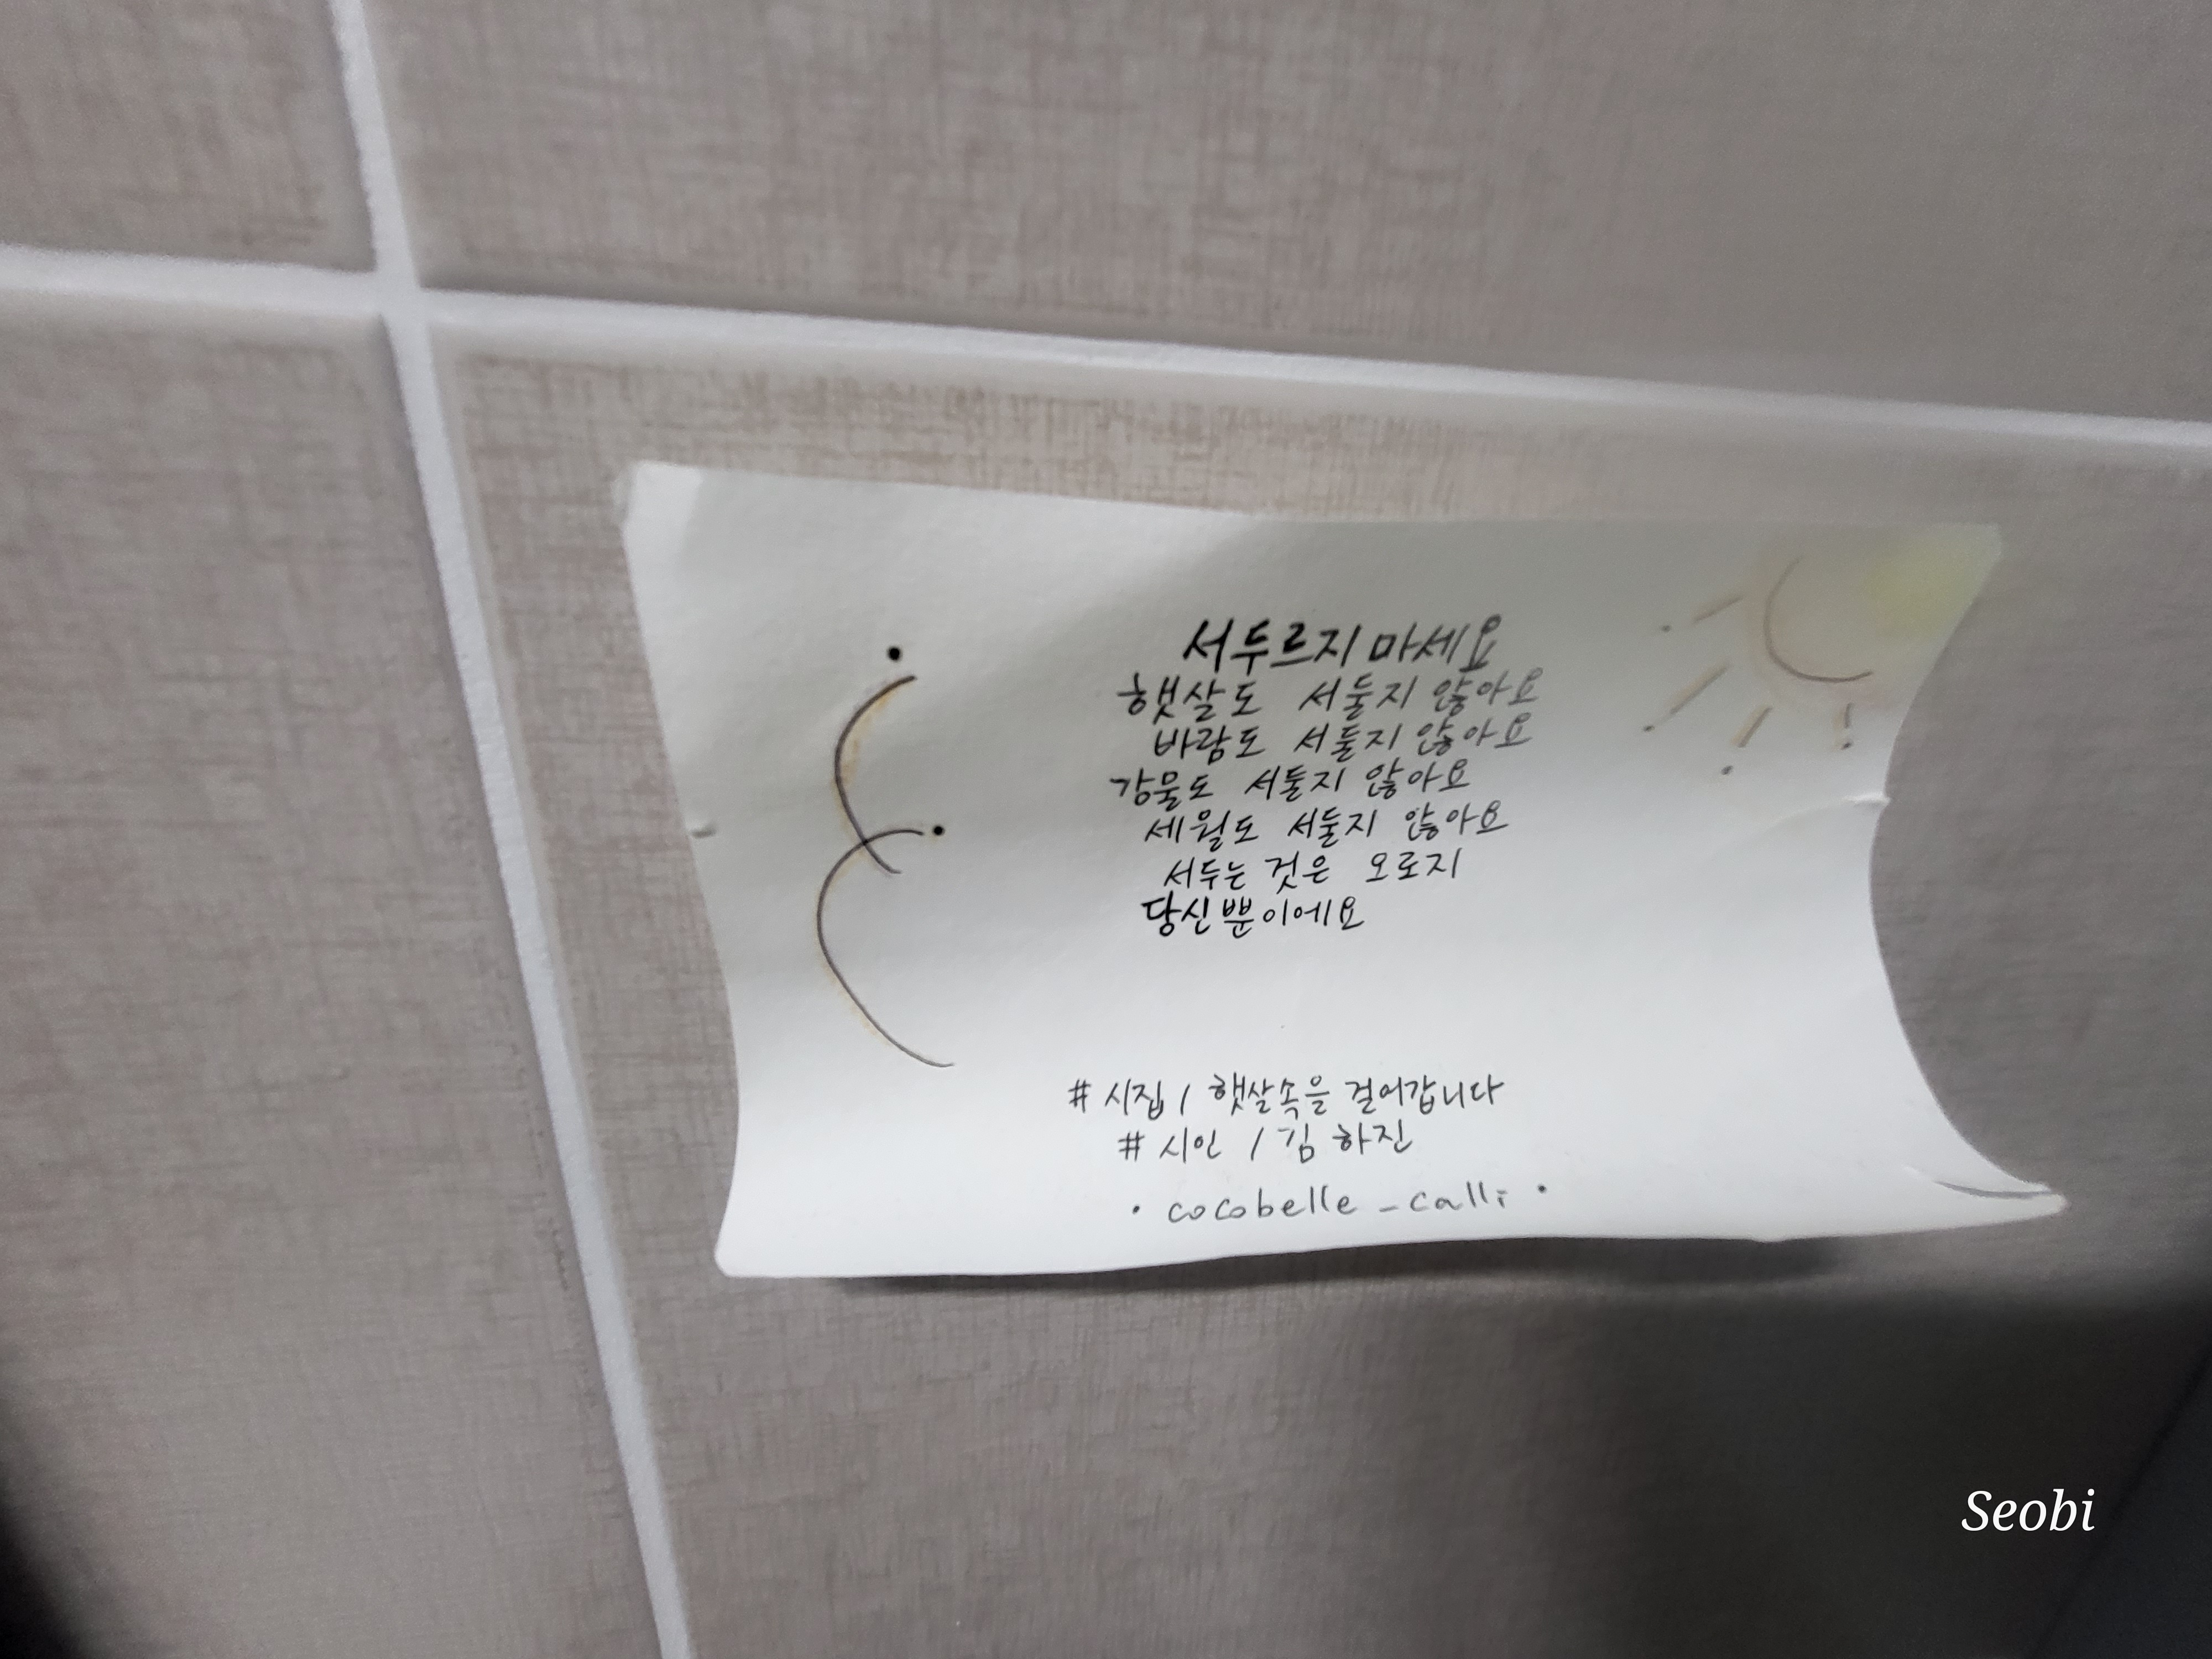 서두르지 마세요
햇살도 서둘지 않아요
바람도 서둘지 않아요
강물도 서둘지 않아요
세월도 서둘지 않아요
서두는 것은 오로지
당신뿐이에요
# 시집 / 햇살속을 걸어갑니다
# 시인 / 김 하진
• cocobelle - calli •
Seobi